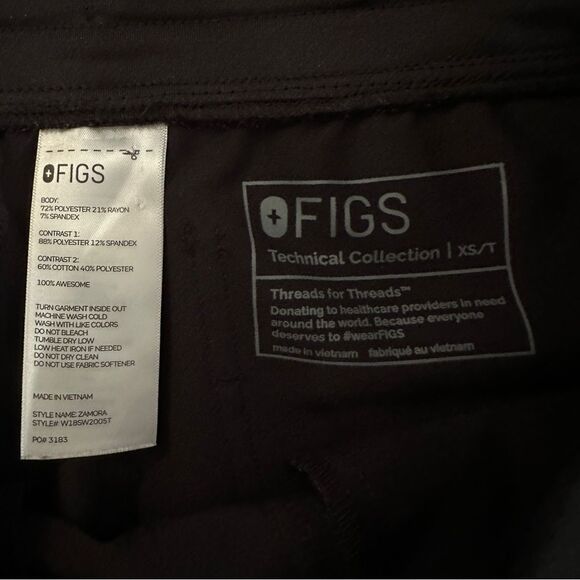 FIGS
BODY:
72% POLYESTER 21% RAYON
7% SPANDEX
CONTRAST 1:
88% POLYESTER 12% SPANDEX
CONTRAST 2:
60% COTTON 40% POLYESTER
100% AWESOME
TURN GARMENT INSIDE OUT
MACHINE WASH COLD
WASH WITH LIKE COLORS
DO NOT BLEACH
TUMBLE DRY LOW
LOW HEAT IRON IF NEEDED
DO NOT DRY CLEAN
DO NOT USE FABRIC SOFTENER
MADE IN VIETNAM
STYLE NAME: ZAMORA
STYLE# W18SW2005T
PO# 3183
FIGS
Technical Collection | XS/T
Threads for Threads™
Donating to healthcare providers in need
around the world. Because everyone
deserves to #wearFIGS
made in vietnam fabriqué au vietnam